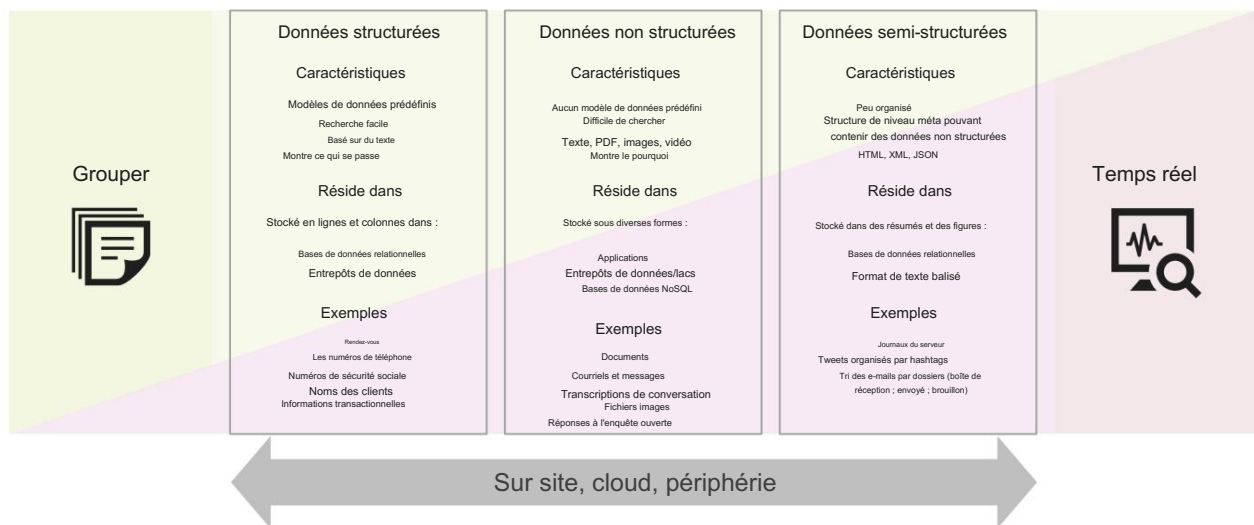 Grouper
Données structurées
Caractéristiques
Modèles de données prédéfinis
Recherche facile
Basé sur du texte
Montre ce qui se passe
Réside dans
Stocké en lignes et colonnes dans :
Bases de données relationnelles
Entrepôts de données
Exemples
Rendez-vous
Les numéros de téléphone
Numéros de sécurité sociale
Noms des clients
Informations transactionnelles
Données non structurées
Caractéristiques
Aucun modèle de données prédéfini
Difficile de chercher
Texte, PDF, images, vidéo
Montre le pourquoi
Réside dans
Stocké sous diverses formes :
Applications
Entrepôts de données/lacs
Bases de données NoSQL
Exemples
Documents
Courriels et messages
Transcriptions de conversation
Fichiers images
Réponses à l'enquête ouverte
Données semi-structurées
Caractéristiques
Peu organisé
Structure de niveau méta pouvant
contenir des données non structurées
HTML, XML, JSON
Réside dans
Stocké dans des résumés et des figures :
Bases de données relationnelles
Format de texte balisé
Exemples
Journaux du serveur
Tweets organisés par hashtags
Tri des e-mails par dossiers (boîte de
réception ; envoyé ; brouillon)
Temps réel
Sur site, cloud, périphérie